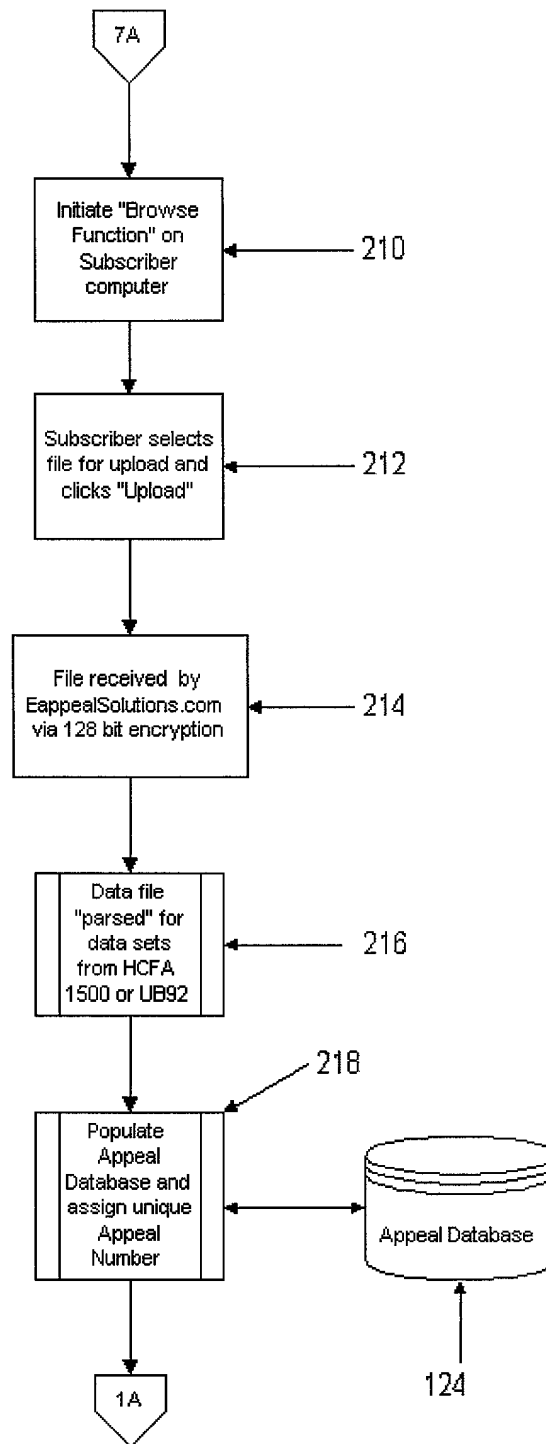 7A
Initiate "Browse
Function" on
Subscriber
computer
210
Subscriber selects
file for upload and
clicks "Upload"
212
File received by
EappealSolutions.com
via 128 bit encryption
214
Data file
"parsed" for
data sets
from HCFA
1500 or UB92
216
218
Populate
Appeal
Database and
assign unique
Appeal
Number
Appeal Database
124
1A